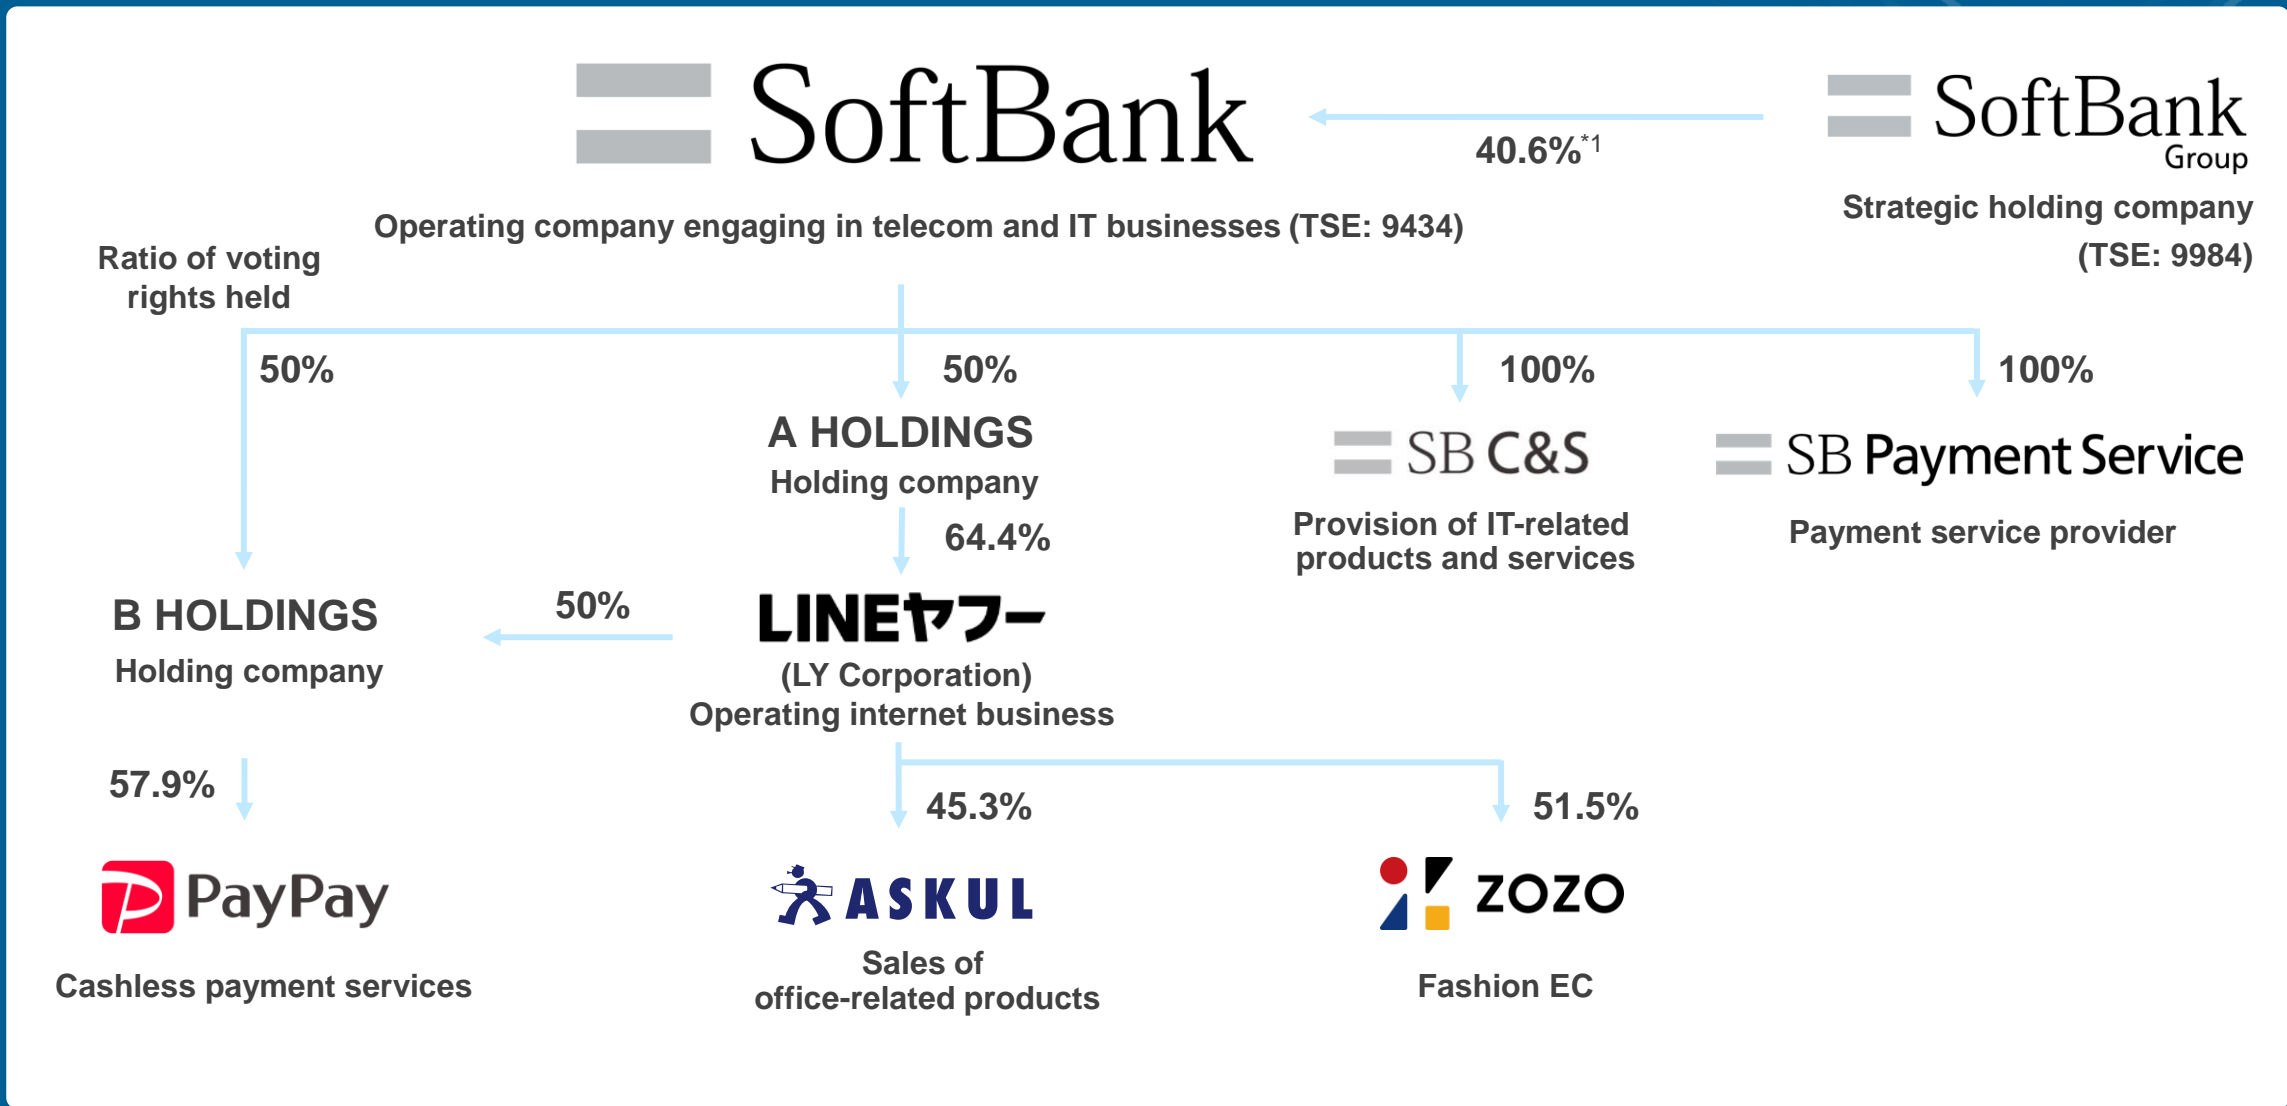 SoftBank
40.6%*1
SoftBank
Group
Operating company engaging in telecom and IT businesses (TSE: 9434)
Strategic holding company
(TSE: 9984)
Ratio of voting
rights held
50%
50%
100%
100%
A HOLDINGS
Holding company
SB C&S
Provision of IT-related
products and services
SB Payment Service
Payment service provider
64.4%
B HOLDINGS
Holding company
50%
LINEヤフー
(LY Corporation)
Operating internet business
57.9%
45.3%
51.5%
PayPay
Cashless payment services
ASKUL
Sales of
office-related products
ZOZO
Fashion EC